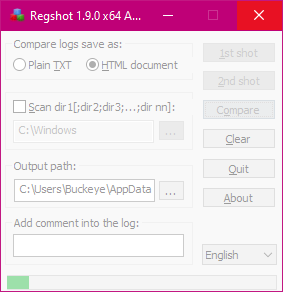 Regshot 1.9.0 x64 A...
Compare logs save as:
Plain TXT
HTML document
Scan dir1[;dir2;dir3;...;dir nn]:
C:\Windows
...
Output path:
C:\Users\Buckeye\AppData
...
Add comment into the log:
1st shot
2nd shot
Compare
Clear
Quit
About
English